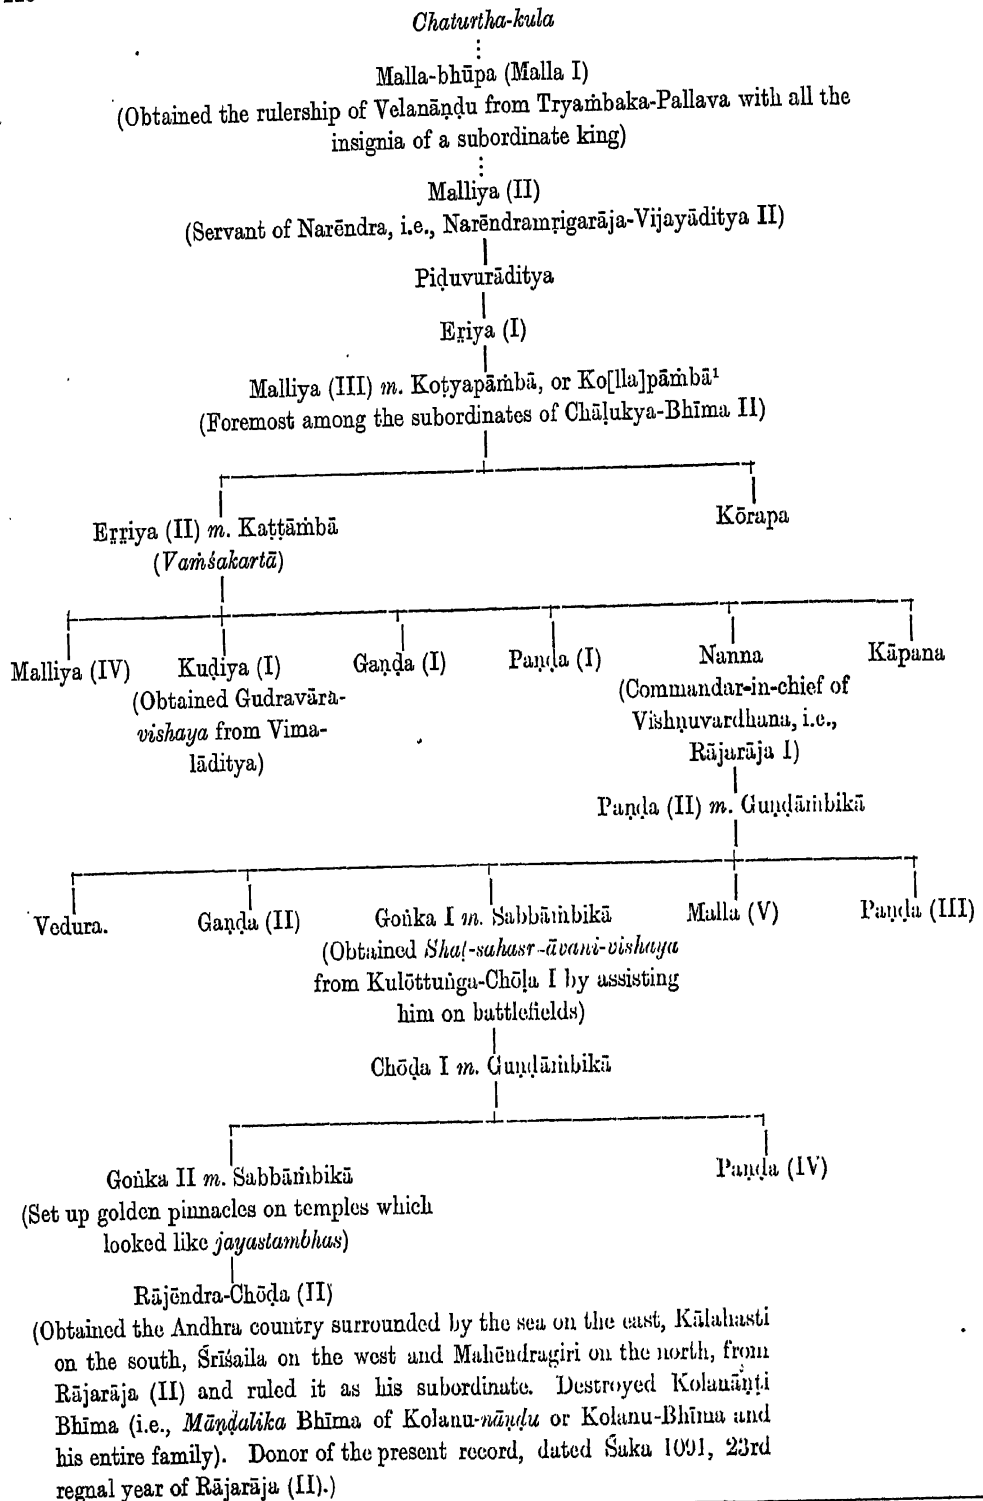 Chaturtha-kula
Malla-bhūpa (Malla I)
(Obtained the rulership of Velanāṇḍu from Tryaṁbaka-Pallava with all the
insignia of a subordinate king)
Malliya (II)
(Servant of Narēndra, i.e., Narēndramṛigarāja-Vijayāditya II)
Piḍuvurāditya
Eṟiya (I)
Malliya (III) m. Koṭyapāṁbā, or Ko[lla]pāṁbā¹
(Foremost among the subordinates of Chāḷukya-Bhīma II)
Eṟṟiya (II) m. Kaṭṭāṁbā
Kōrapa
(Vaṁśakartā)
Malliya (IV) Kuḍiya (I) Gaṇḍa (I) Paṇḍa (I) Nanna Kāpana
(Obtained Gudravāra-
vishaya from Vima-
lāditya)
(Commandar-in-chief of
Vishṇuvardhana, i.e.,
Rājarāja I)
Paṇḍa (II) m. Guṇḍāṁbikā
Vedura. Gaṇḍa (II) Goṅka I m. Sabbāṁbikā Malla (V) Paṇḍa (III)
(Obtained Shaṭ-sahasr-āvani-vishaya
from Kulōttuṅga-Chōḷa I by assisting
him on battlefields)
Chōḍa I m. Guṇḍāṁbikā
Goṅka II m. Sabbāṁbikā Paṇḍa (IV)
(Set up golden pinnacles on temples which
looked like jayastambhas)
Rājēndra-Chōḍa (II)
(Obtained the Andhra country surrounded by the sea on the east, Kālahasti
on the south, Śrīśaila on the west and Mahēndragiri on the north, from
Rājarāja (II) and ruled it as his subordinate. Destroyed Kolanāṇṭi
Bhīma (i.e., Māṇḍalika Bhīma of Kolanu-nāṇḍu or Kolanu-Bhīma and
his entire family). Donor of the present record, dated Śaka 1091, 23rd
regnal year of Rājarāja (II).)